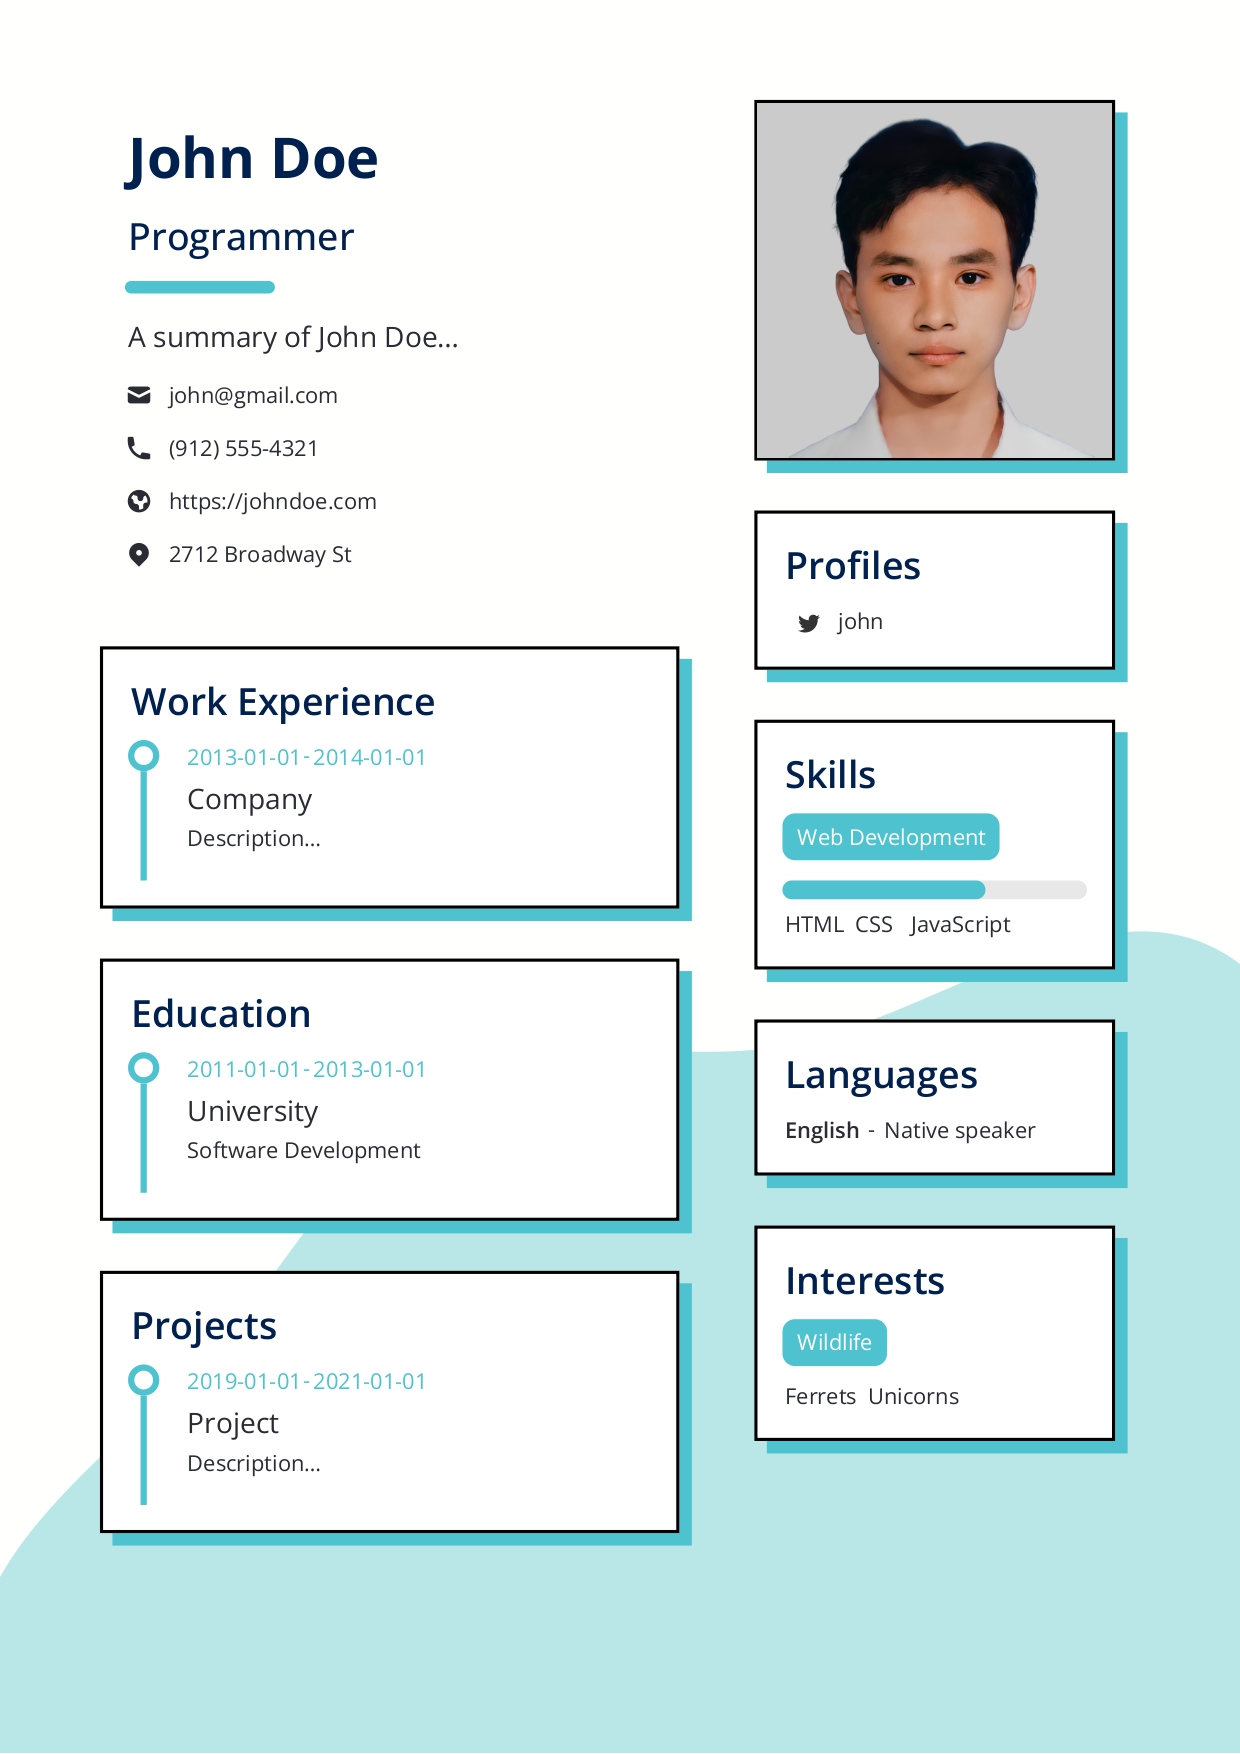 John Doe
Programmer
A summary of John Doe...
john@gmail.com
(912) 555-4321
https://johndoe.com
2712 Broadway St
Work Experience
2013-01-01-2014-01-01
Company
Description...
Education
2011-01-01-2013-01-01
University
Software Development
Projects
2019-01-01-2021-01-01
Project
Description...
Profiles
john
Skills
Web Development
HTML CSS JavaScript
Languages
English - Native speaker
Interests
Wildlife
Ferrets Unicorns